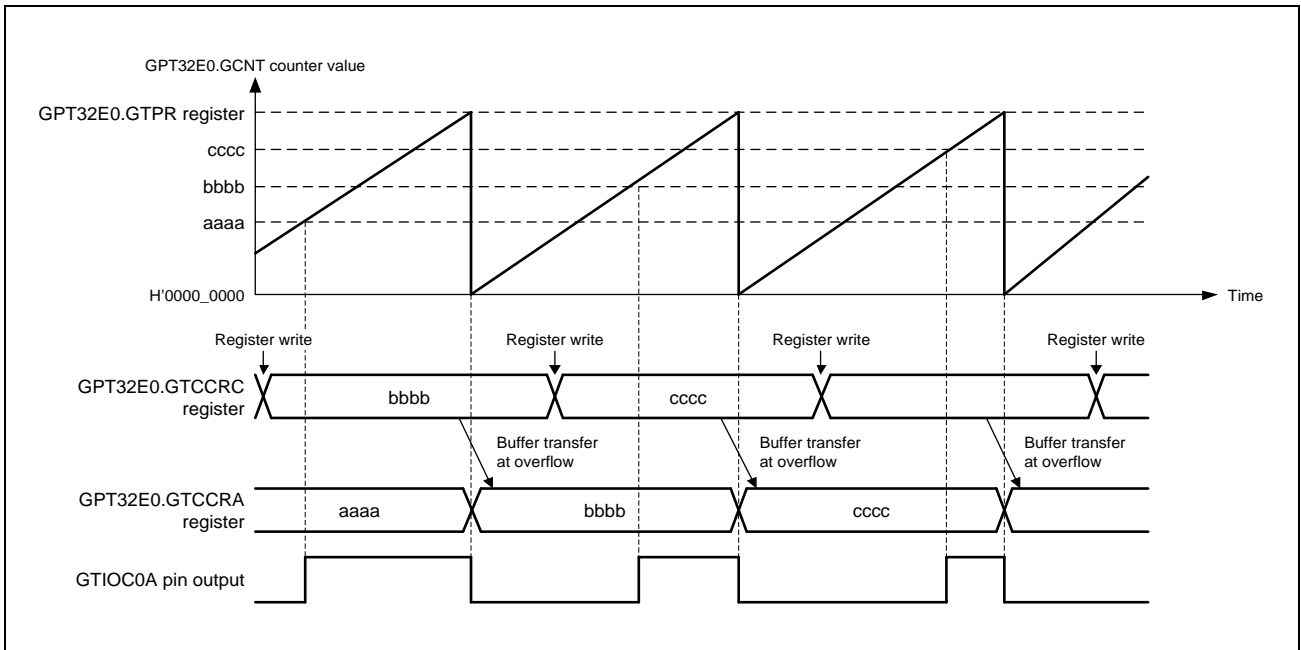 GPT32E0.GCNT counter value
GPT32E0.GTPR register
cccc
bbbb
aaaa
H'0000_0000
Time
Register write
Register write
Register write
Register write
GPT32E0.GTCCRC
register
bbbb
cccc
Buffer transfer
at overflow
Buffer transfer
at overflow
Buffer transfer
at overflow
GPT32E0.GTCCRA
register
aaaa
bbbb
cccc
GTIOC0A pin output